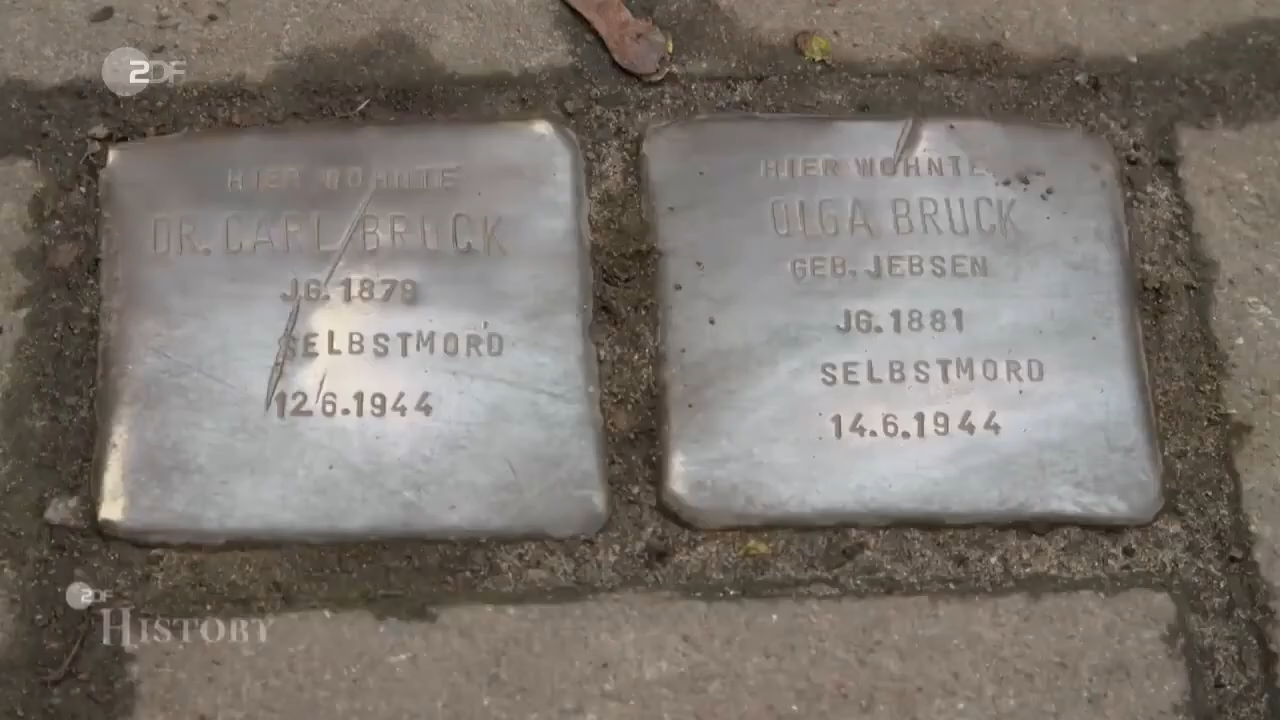 2DF
HIER WOHNTE
DR. CARL BRUCK
JG. 1879
SELBSTMORD
12.6.1944
HIER WOHNTE
OLGA BRUCK
GEB. JEBSEN
JG. 1881
SELBSTMORD
14.6.1944
2DF
HISTORY